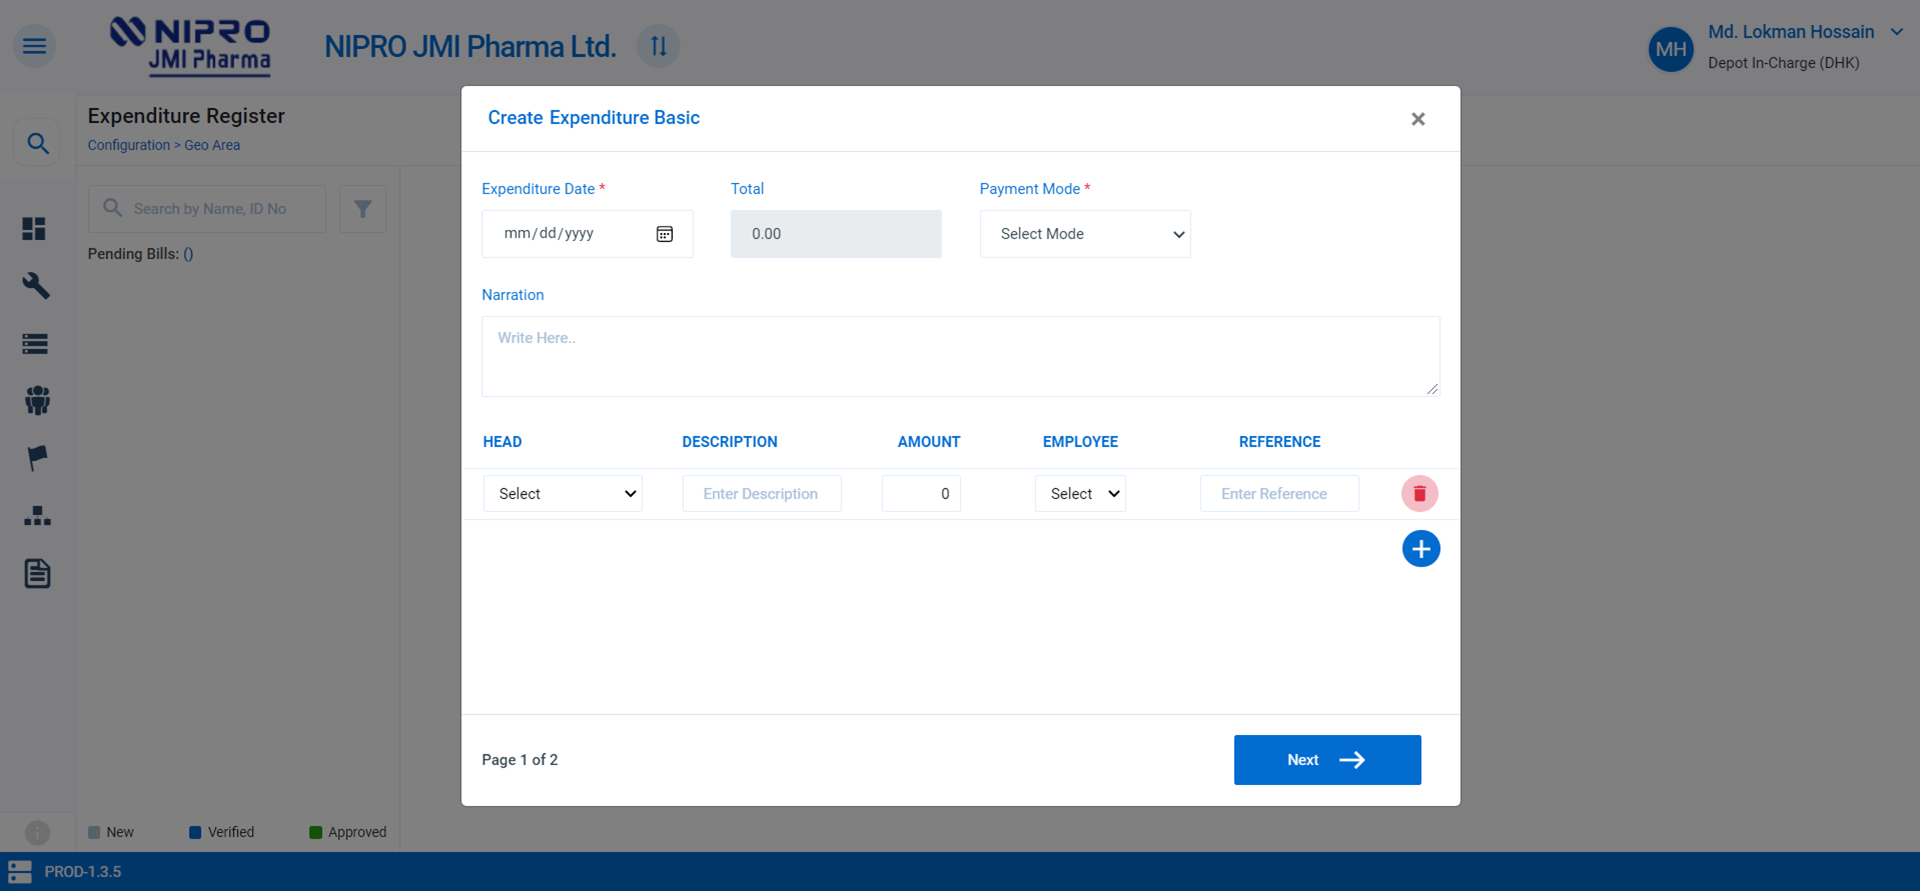 NIPRO
JMI Pharma
NIPRO JMI Pharma Ltd.
MH
Md. Lokman Hossain
Depot In-Charge (DHK)
Expenditure Register
Configuration > Geo Area
Search by Name, ID No
Pending Bills: ()
Create Expenditure Basic
×
Expenditure Date *
Total
Payment Mode *
mm/dd/yyyy
0.00
Select Mode
Narration
Write Here..
HEAD DESCRIPTION AMOUNT EMPLOYEE REFERENCE
Select Enter Description 0 Select Enter Reference
Page 1 of 2
Next
New Verified Approved
PROD-1.3.5